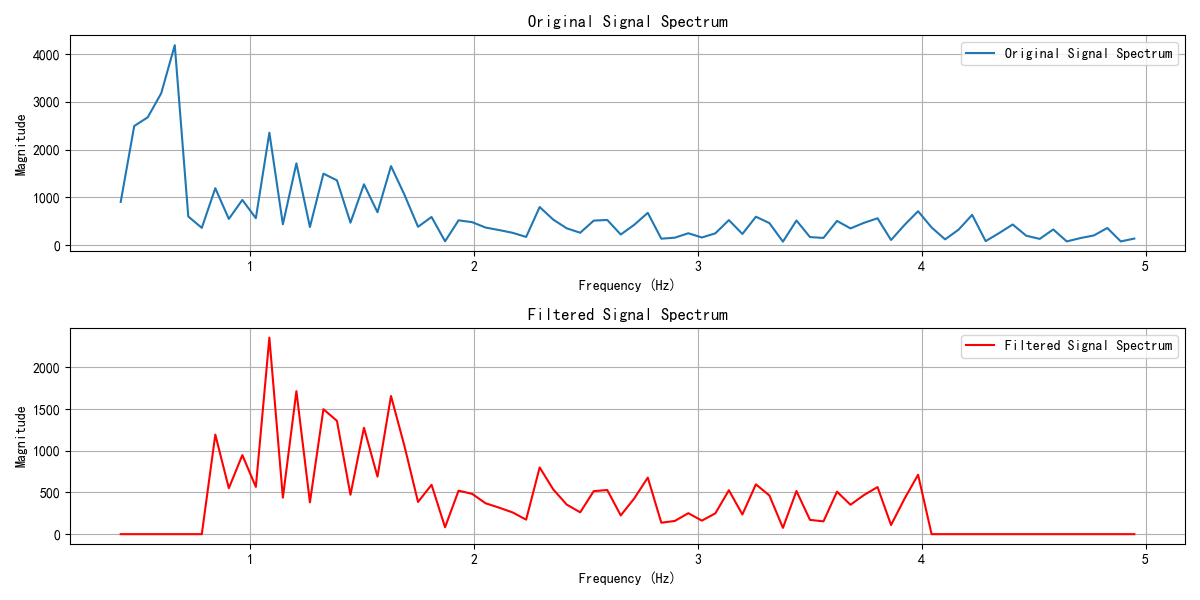 Original Signal Spectrum
Original Signal Spectrum
Magnitude
4000
3000
2000
1000
0
1 2 3 4 5
Frequency (Hz)
Filtered Signal Spectrum
Filtered Signal Spectrum
Magnitude
2000
1500
1000
500
0
1 2 3 4 5
Frequency (Hz)